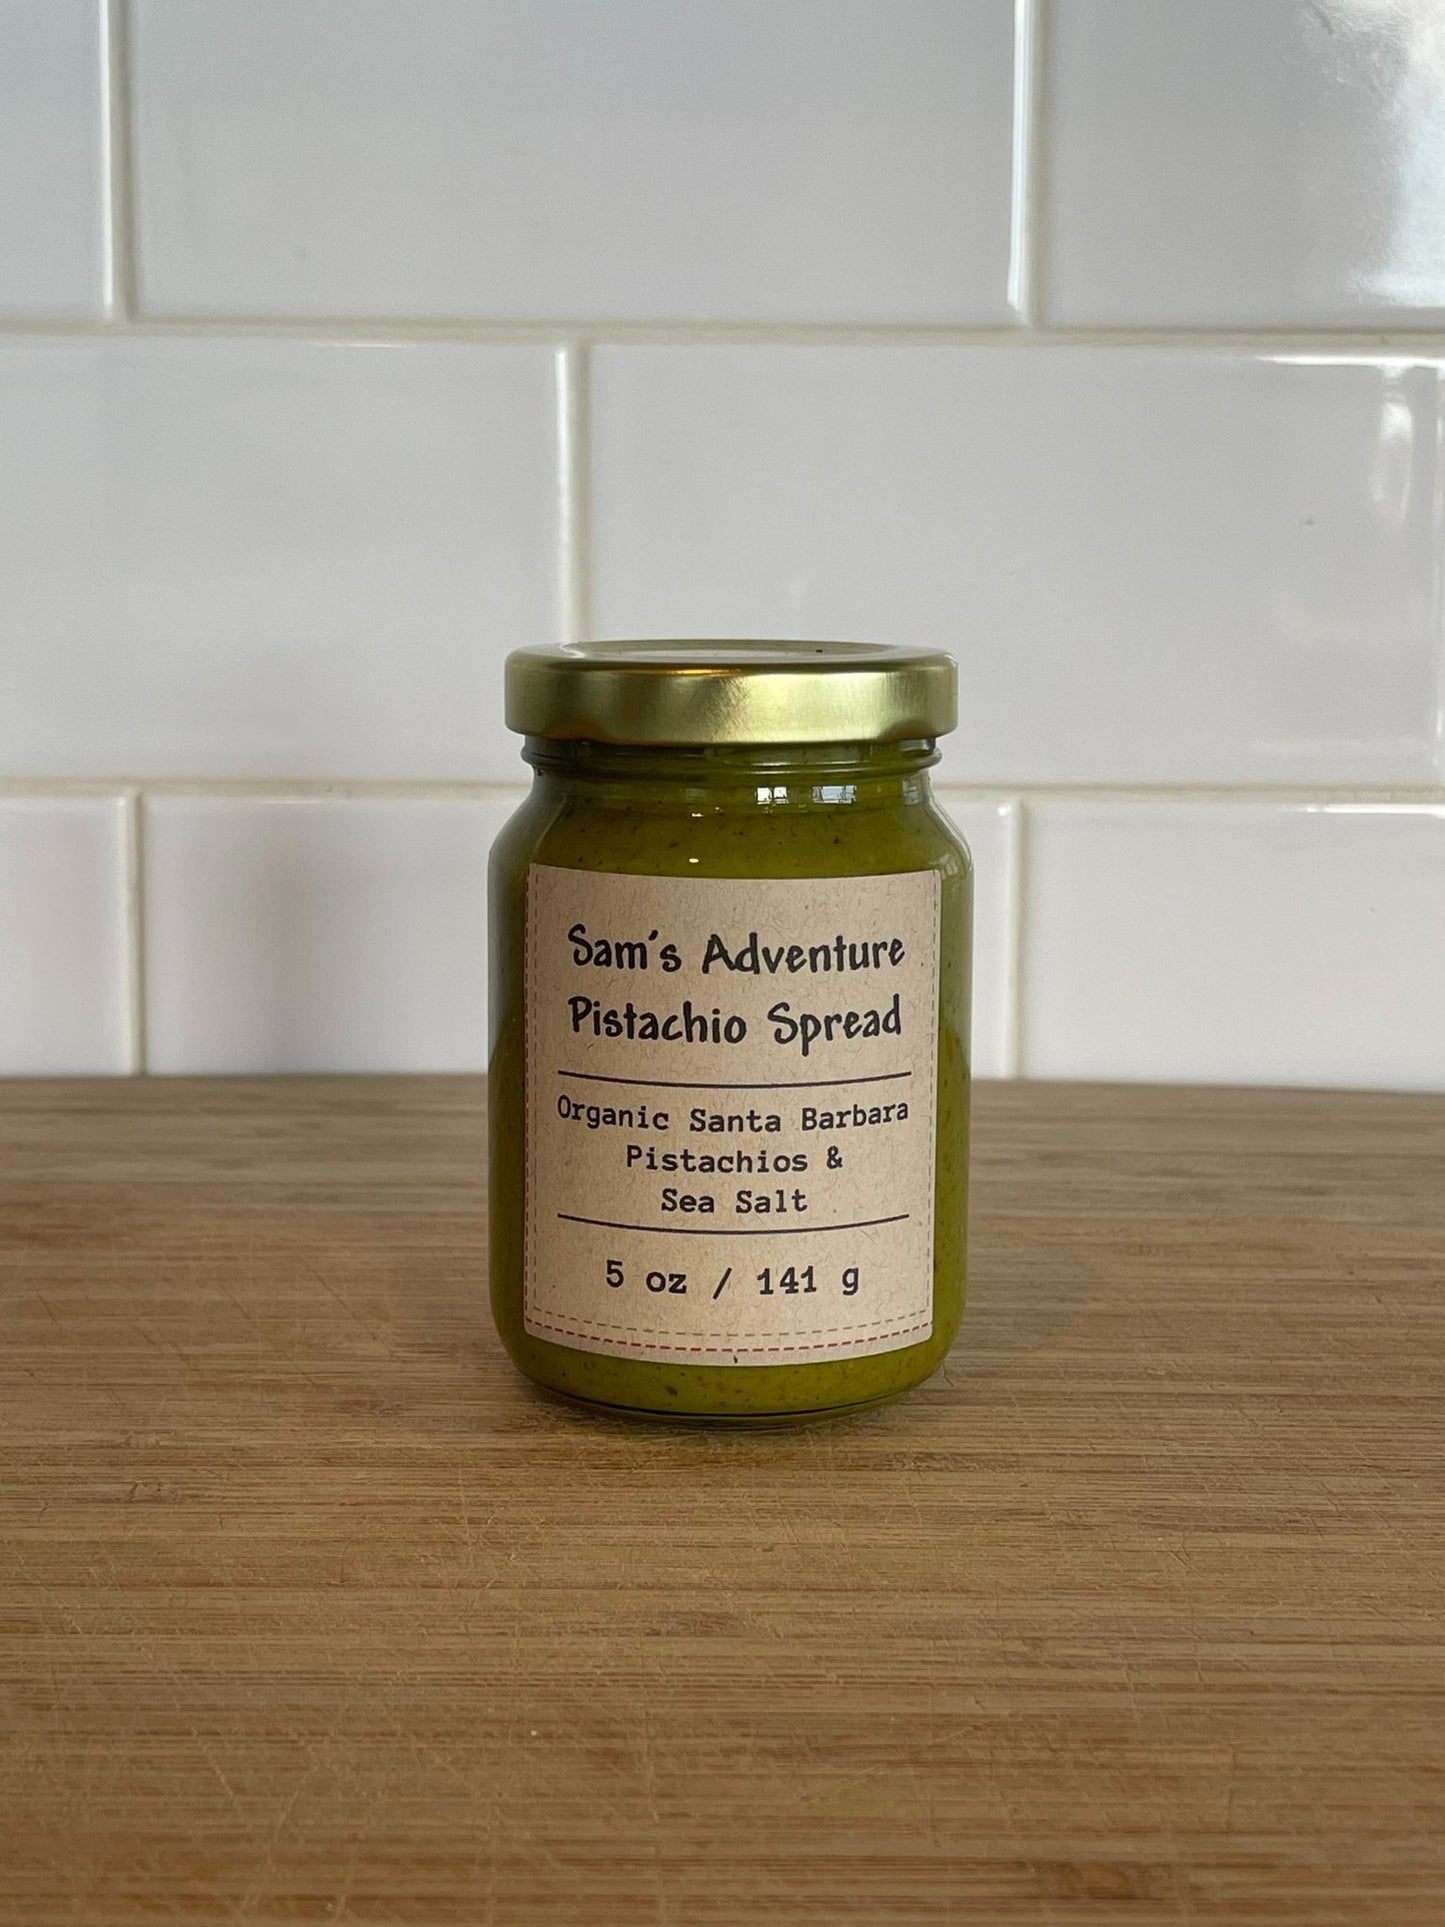 Sam's Adventure
Pistachio Spread
Organic Santa Barbara
Pistachios &
Sea Salt
5 oz / 141 g